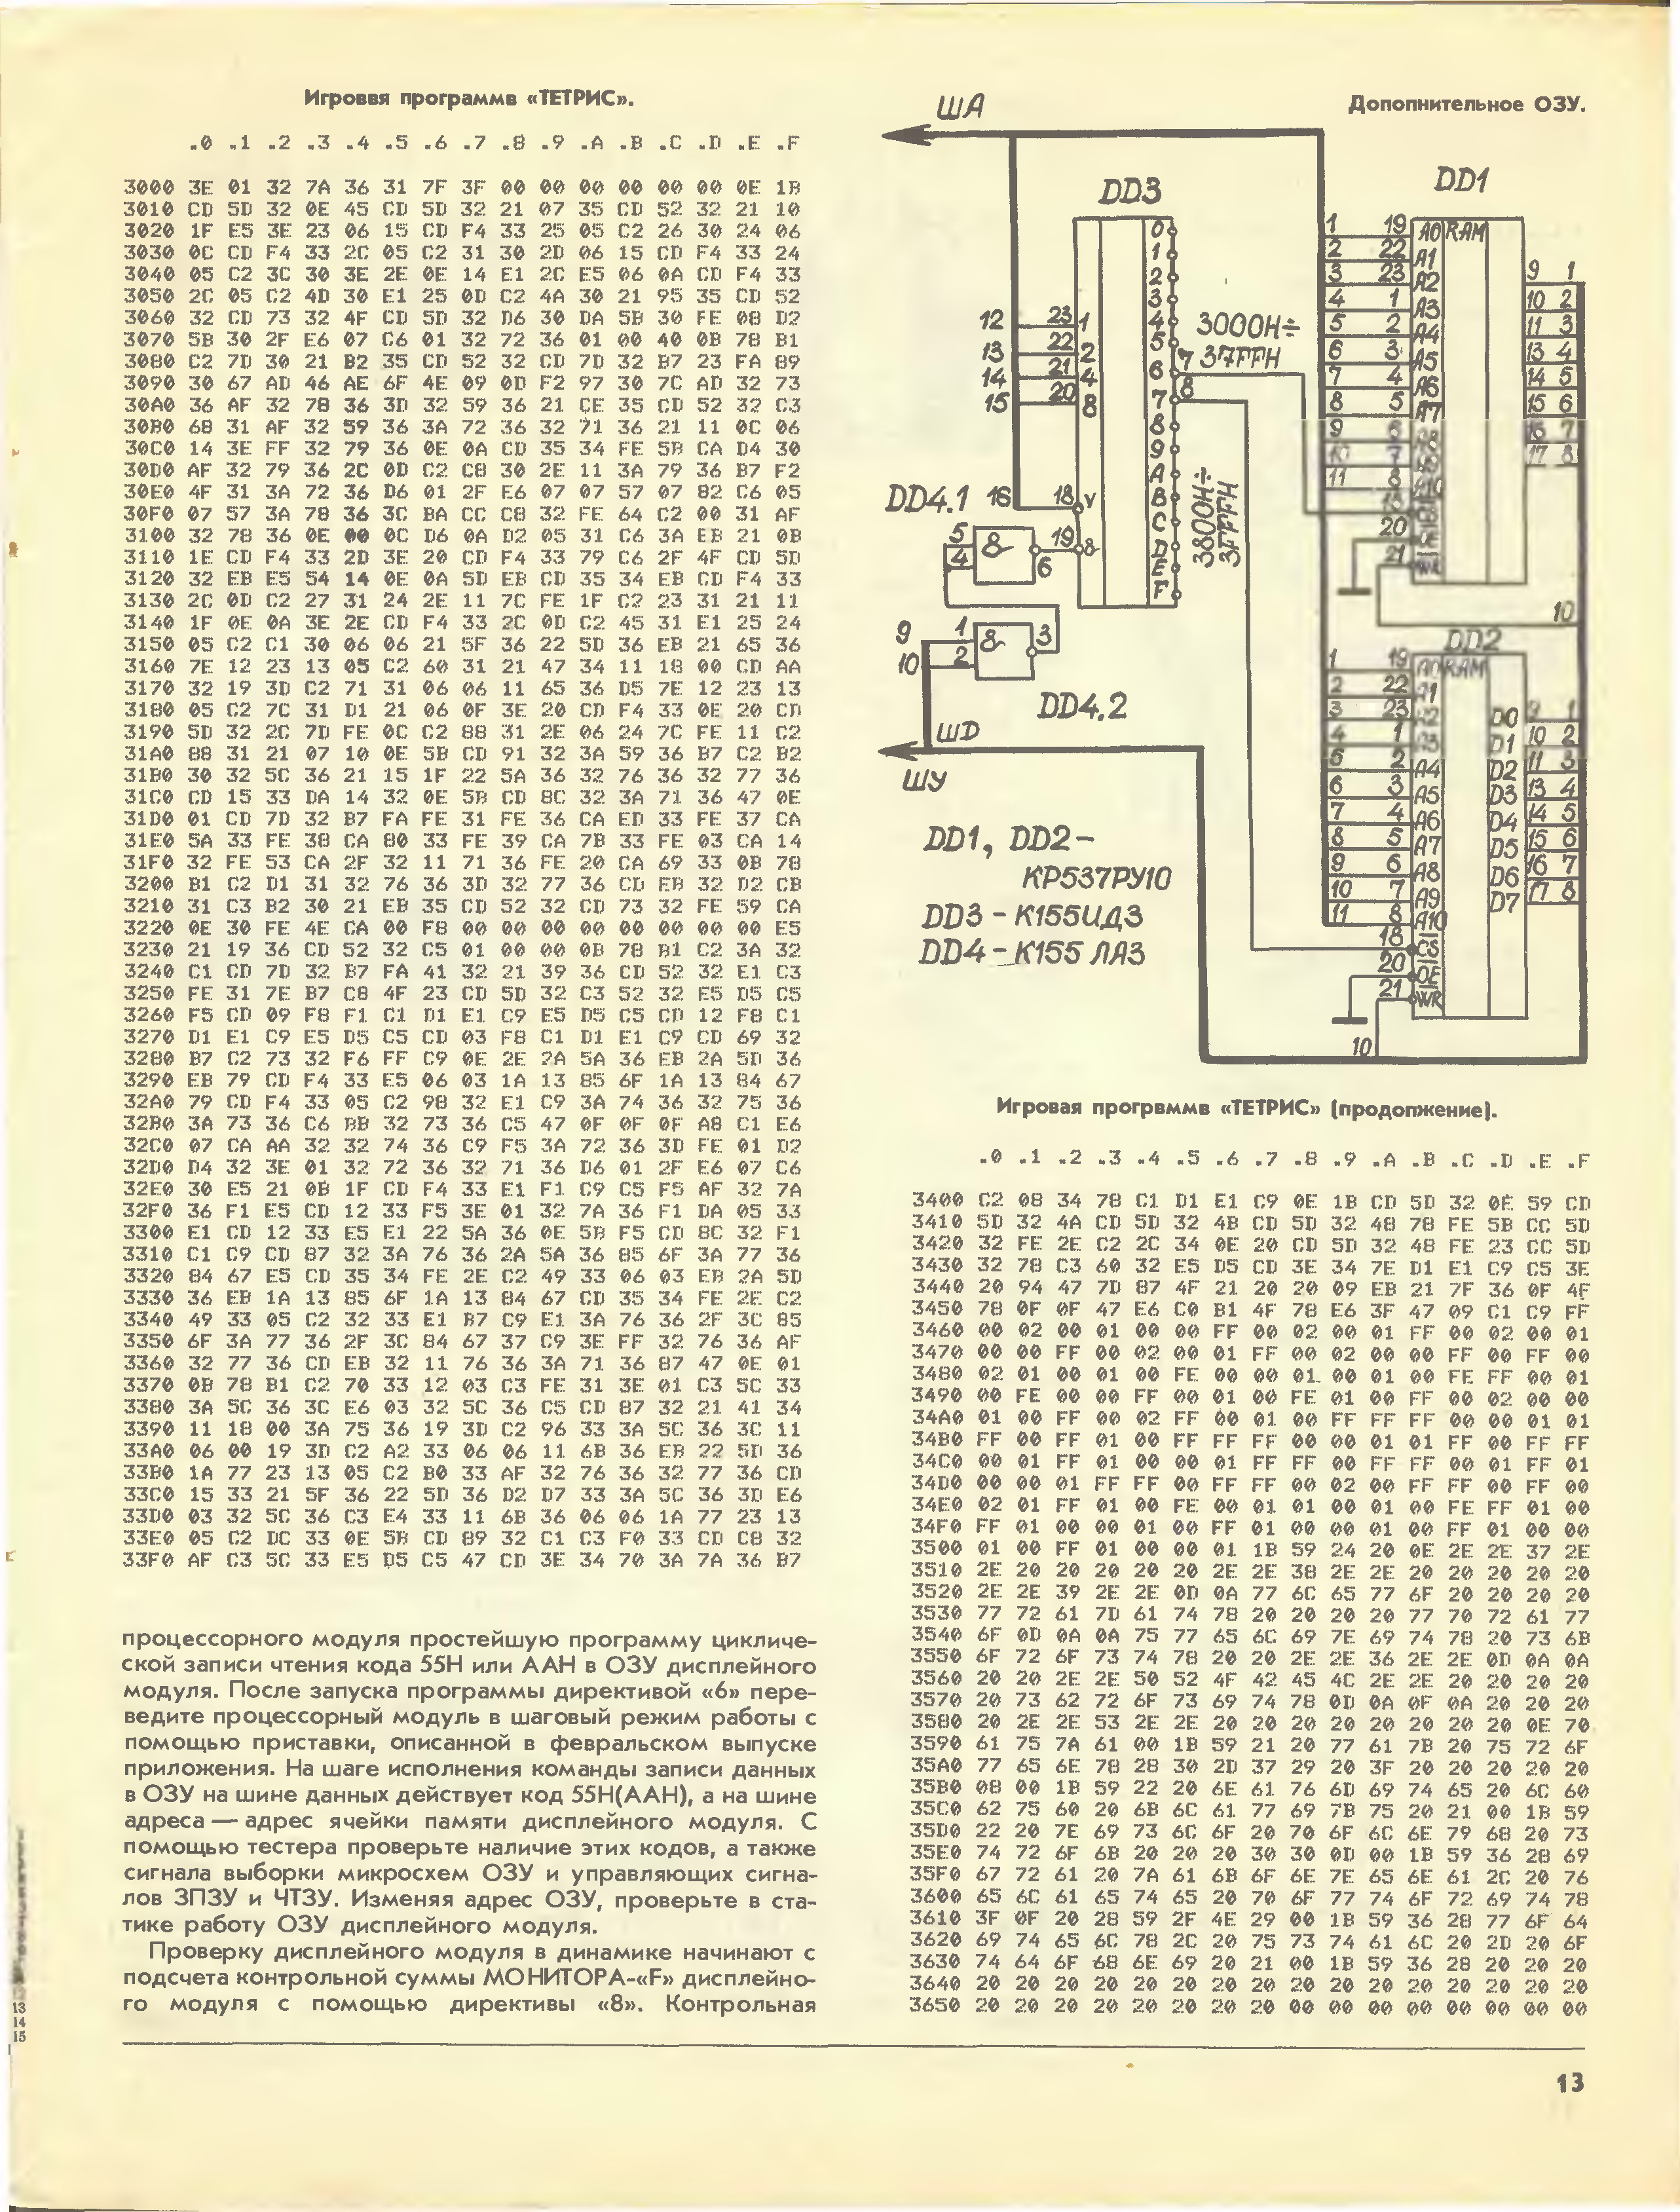 Игроввя программв «ТЕТРИС».
.0 .1 .2 .3 .4 .5 .6 .7 .8 .9 .A .B .C .D .E .F
3000 3E 01 32 7A 36 31 7F 3F 00 00 00 00 00 00 0E 1B
3010 CD 5D 32 0E 45 CD 5D 32 21 07 35 CD 52 32 21 10
3020 1F E5 3E 23 06 15 CD F4 33 25 05 C2 26 30 24 06
3030 0C CD F4 33 2C 05 C2 31 30 2D 06 15 CD F4 33 24
3040 05 C2 3C 30 3E 2E 0E 14 E1 2C E5 06 0A CD F4 33
3050 2C 05 C2 4D 30 E1 25 0D C2 4A 30 21 95 35 CD 52
3060 32 CD 73 32 4F CD 5D 32 D6 30 DA 5B 30 FE 08 D2
3070 5B 30 2F E6 07 C6 01 32 72 36 01 00 40 0B 78 B1
3080 C2 7D 30 21 B2 35 CD 52 32 CD 7D 32 B7 23 FA 89
3090 30 67 AD 46 AE 6F 4E 09 0D F2 97 30 7C AD 32 73
30A0 36 AF 32 78 36 3D 32 59 36 21 CE 35 CD 52 32 C3
30B0 68 31 AF 32 59 36 3A 72 36 32 71 36 21 11 0C 06
30C0 14 3E FF 32 79 36 0E 0A CD 35 34 FE 5B CA D4 30
30D0 AF 32 79 36 2C 0D C2 C8 30 2E 11 3A 79 36 B7 F2
30E0 4F 31 3A 72 36 D6 01 2F E6 07 07 57 07 82 C6 05
30F0 07 57 3A 78 36 3C BA CC C8 32 FE 64 C2 00 31 AF
3100 32 78 36 0E 00 0C D6 0A D2 05 31 C6 3A EB 21 0B
3110 1E CD F4 33 2D 3E 20 CD F4 33 79 C6 2F 4F CD 5D
3120 32 EB E5 54 14 0E 0A 5D EB CD 35 34 EB CD F4 33
3130 2C 0D C2 27 31 24 2E 11 7C FE 1F C2 23 31 21 11
3140 1F 0E 0A 3E 2E CD F4 33 2C 0D C2 45 31 E1 25 24
3150 05 C2 C1 30 06 06 21 5F 36 22 5D 36 EB 21 65 36
3160 7E 12 23 13 05 C2 60 31 21 47 34 11 18 00 CD AA
3170 32 19 3D C2 71 31 06 06 11 65 36 D5 7E 12 23 13
3180 05 C2 7C 31 D1 21 06 0F 3E 20 CD F4 33 0E 20 CD
3190 5D 32 2C 7D FE 0C C2 88 31 2E 06 24 7C FE 11 C2
31A0 88 31 21 07 10 0E 5B CD 91 32 3A 59 36 B7 C2 B2
31B0 30 32 5C 36 21 15 1F 22 5A 36 32 76 36 32 77 36
31C0 CD 15 33 DA 14 32 0E 5B CD 8C 32 3A 71 36 47 0E
31D0 01 CD 7D 32 B7 FA FE 31 FE 36 CA ED 33 FE 37 CA
31E0 5A 33 FE 38 CA 80 33 FE 39 CA 7B 33 FE 03 CA 14
31F0 32 FE 53 CA 2F 32 11 71 36 FE 20 CA 69 33 0B 78
3200 B1 C2 D1 31 32 76 36 3D 32 77 36 CD EB 32 D2 CB
3210 31 C3 B2 30 21 EB 35 CD 52 32 CD 73 32 FE 59 CA
3220 0E 30 FE 4E CA 00 F8 00 00 00 00 00 00 00 00 E5
3230 21 19 36 CD 52 32 C5 01 00 00 0B 78 B1 C2 3A 32
3240 C1 CD 7D 32 B7 FA 41 32 21 39 36 CD 52 32 E1 C3
3250 FE 31 7E B7 C8 4F 23 CD 5D 32 C3 52 32 E5 D5 C5
3260 F5 CD 09 F8 F1 C1 D1 E1 C9 E5 D5 C5 CD 12 F8 C1
3270 D1 E1 C9 E5 D5 C5 CD 03 F8 C1 D1 E1 C9 CD 69 32
3280 B7 C2 73 32 F6 FF C9 0E 2E 2A 5A 36 EB 2A 5D 36
3290 EB 79 CD F4 33 E5 06 03 1A 13 85 6F 1A 13 84 67
32A0 79 CD F4 33 05 C2 98 32 E1 C9 3A 74 36 32 75 36
32B0 3A 73 36 C6 BB 32 73 36 C5 47 0F 0F 0F A8 C1 E6
32C0 07 CA AA 32 32 74 36 C9 F5 3A 72 36 3D FE 01 D2
32D0 D4 32 3E 01 32 72 36 32 71 36 D6 01 2F E6 07 C6
32E0 30 E5 21 0B 1F CD F4 33 E1 F1 C9 C5 F5 AF 32 7A
32F0 36 F1 E5 CD 12 33 F5 3E 01 32 7A 36 F1 DA 05 33
3300 E1 CD 12 33 E5 E1 22 5A 36 0E 5B F5 CD 8C 32 F1
3310 C1 C9 CD 87 32 3A 76 36 2A 5A 36 85 6F 3A 77 36
3320 84 67 E5 CD 35 34 FE 2E C2 49 33 06 03 EB 2A 5D
3330 36 EB 1A 13 85 6F 1A 13 84 67 CD 35 34 FE 2E C2
3340 49 33 05 C2 32 33 E1 B7 C9 E1 3A 76 36 2F 3C 85
3350 6F 3A 77 36 2F 3C 84 67 37 C9 3E FF 32 76 36 AF
3360 32 77 36 CD EB 32 11 76 36 3A 71 36 87 47 0E 01
3370 0B 78 B1 C2 70 33 12 03 C3 FE 31 3E 01 C3 5C 33
3380 3A 5C 36 3C E6 03 32 5C 36 C5 CD 87 32 21 41 34
3390 11 18 00 3A 75 36 19 3D C2 96 33 3A 5C 36 3C 11
33A0 06 00 19 3D C2 A2 33 06 06 11 6B 36 EB 22 5D 36
33B0 1A 77 23 13 05 C2 B0 33 AF 32 76 36 32 77 36 CD
33C0 15 33 21 5F 36 22 5D 36 D2 D7 33 3A 5C 36 3D E6
33D0 03 32 5C 36 C3 E4 33 11 6B 36 06 06 1A 77 23 13
33E0 05 C2 DC 33 0E 5B CD 89 32 C1 C3 F0 33 CD C8 32
33F0 AF C3 5C 33 E5 D5 C5 47 CD 3E 34 70 3A 7A 36 B7
процессорного модуля простейшую программу цикличе-
ской записи чтения кода 55Н или ААН в ОЗУ дисплейного
модуля. После запуска программы директивой «6» пере-
ведите процессорный модуль в шаговый режим работы с
помощью приставки, описанной в февральском выпуске
приложения. На шаге исполнения команды записи данных
в ОЗУ на шине данных действует код 55Н(ААН), а на шине
адреса — адрес ячейки памяти дисплейного модуля. С
помощью тестера проверьте наличие этих кодов, а также
сигнала выборки микросхем ОЗУ и управляющих сигна-
лов ЗПЗУ и ЧТЗУ. Изменяя адрес ОЗУ, проверьте в ста-
тике работу ОЗУ дисплейного модуля.
Проверку дисплейного модуля в динамике начинают с
подсчета контрольной суммы МОНИТОРА-«F» дисплейно-
го модуля с помощью директивы «8». Контрольная
13
14
15
Допопнительное ОЗУ.
ША
DD3
0
1
2
3
4
5
6
7
8
9
A
B
C
D
E
F
12 23 1
13 22 2
14 21 4
15 20 8
16 18 V
19 &
7
8
3000H÷
37FFH
3800H÷
3FFFH
DD4.1
5
4
&
6
9 1
10 2
&
3
DD4.2
ШД
ШУ
DD1
RAM
1 19 A0
2 22 A1
3 23 A2
4 1 A3
5 2 A4
6 3 A5
7 4 A6
8 5 A7
9 6 A8
10 7 A9
11 8 A10
18 CS
20 OE
21 WR
9 1
10 2
11 3
13 4
14 5
15 6
16 7
17 8
10
DD2
RAM
1 19 A0
2 22 A1
3 23 A2
4 1 A3
5 2 A4
6 3 A5
7 4 A6
8 5 A7
9 6 A8
10 7 A9
11 8 A10
18 CS
20 OE
21 WR
D0 9 1
D1 10 2
D2 11 3
D3 13 4
D4 14 5
D5 15 6
D6 16 7
D7 17 8
10
DD1, DD2-
КР537РУ10
DD3 - К155ИД3
DD4 - К155 ЛА3
Игровая прогрвммв «ТЕТРИС» (продопжение).
.0 .1 .2 .3 .4 .5 .6 .7 .8 .9 .A .B .C .D .E .F
3400 C2 08 34 78 C1 D1 E1 C9 0E 1B CD 5D 32 0E 59 CD
3410 5D 32 4A CD 5D 32 4B CD 5D 32 48 78 FE 5B CC 5D
3420 32 FE 2E C2 2C 34 0E 20 CD 5D 32 48 FE 23 CC 5D
3430 32 78 C3 60 32 E5 D5 CD 3E 34 7E D1 E1 C9 C5 3E
3440 20 94 47 7D 87 4F 21 20 20 09 EB 21 7F 36 0F 4F
3450 78 0F 0F 47 E6 C0 B1 4F 78 E6 3F 47 09 C1 C9 FF
3460 00 02 00 01 00 00 FF 00 02 00 01 FF 00 02 00 01
3470 00 00 FF 00 02 00 01 FF 00 02 00 00 FF 00 FF 00
3480 02 01 00 01 00 FE 00 00 01 00 01 00 FE FF 00 01
3490 00 FE 00 00 FF 00 01 00 FE 01 00 FF 00 02 00 00
34A0 01 00 FF 00 02 FF 00 01 00 FF FF FF 00 00 01 01
34B0 FF 00 FF 01 00 FF FF FF 00 00 01 01 FF 00 FF FF
34C0 00 01 FF 01 00 00 01 FF FF 00 FF FF 00 01 FF 01
34D0 00 00 01 FF FF 00 FF FF 00 02 00 FF FF 00 FF 00
34E0 02 01 FF 01 00 FE 00 01 01 00 01 00 FE FF 01 00
34F0 FF 01 00 00 01 00 FF 01 00 00 01 00 FF 01 00 00
3500 01 00 FF 01 00 00 01 1B 59 24 20 0E 2E 2E 37 2E
3510 2E 20 20 20 20 20 2E 2E 38 2E 2E 20 20 20 20 20
3520 2E 2E 39 2E 2E 0D 0A 77 6C 65 77 6F 20 20 20 20
3530 77 72 61 7D 61 74 78 20 20 20 20 77 70 72 61 77
3540 6F 0D 0A 0A 75 77 65 6C 69 7E 69 74 78 20 73 6B
3550 6F 72 6F 73 74 78 20 20 2E 2E 36 2E 2E 0D 0A 0A
3560 20 20 2E 2E 50 52 4F 42 45 4C 2E 2E 20 20 20 20
3570 20 73 62 72 6F 73 69 74 78 0D 0A 0F 0A 20 20 20
3580 20 2E 2E 53 2E 2E 20 20 20 20 20 20 20 20 0E 70
3590 61 75 7A 61 00 1B 59 21 20 77 61 7B 20 75 72 6F
35A0 77 65 6E 78 28 30 2D 37 29 20 3F 20 20 20 20 20
35B0 08 00 1B 59 22 20 6E 61 76 6D 69 74 65 20 6C 60
35C0 62 75 60 20 6B 6C 61 77 69 7B 75 20 21 00 1B 59
35D0 22 20 7E 69 73 6C 6F 20 70 6F 6C 6E 79 68 20 73
35E0 74 72 6F 6B 20 20 20 30 30 0D 00 1B 59 36 28 69
35F0 67 72 61 20 7A 61 6B 6F 6E 7E 65 6E 61 2C 20 76
3600 65 6C 61 65 74 65 20 70 6F 77 74 6F 72 69 74 78
3610 3F 0F 20 28 59 2F 4E 29 00 1B 59 36 28 77 6F 64
3620 69 74 65 6C 78 2C 20 75 73 74 61 6C 20 2D 20 6F
3630 74 64 6F 68 6E 69 20 21 00 1B 59 36 28 20 20 20
3640 20 20 20 20 20 20 20 20 20 20 20 20 20 20 20 20
3650 20 20 20 20 20 20 20 20 00 00 00 00 00 00 00 00
13